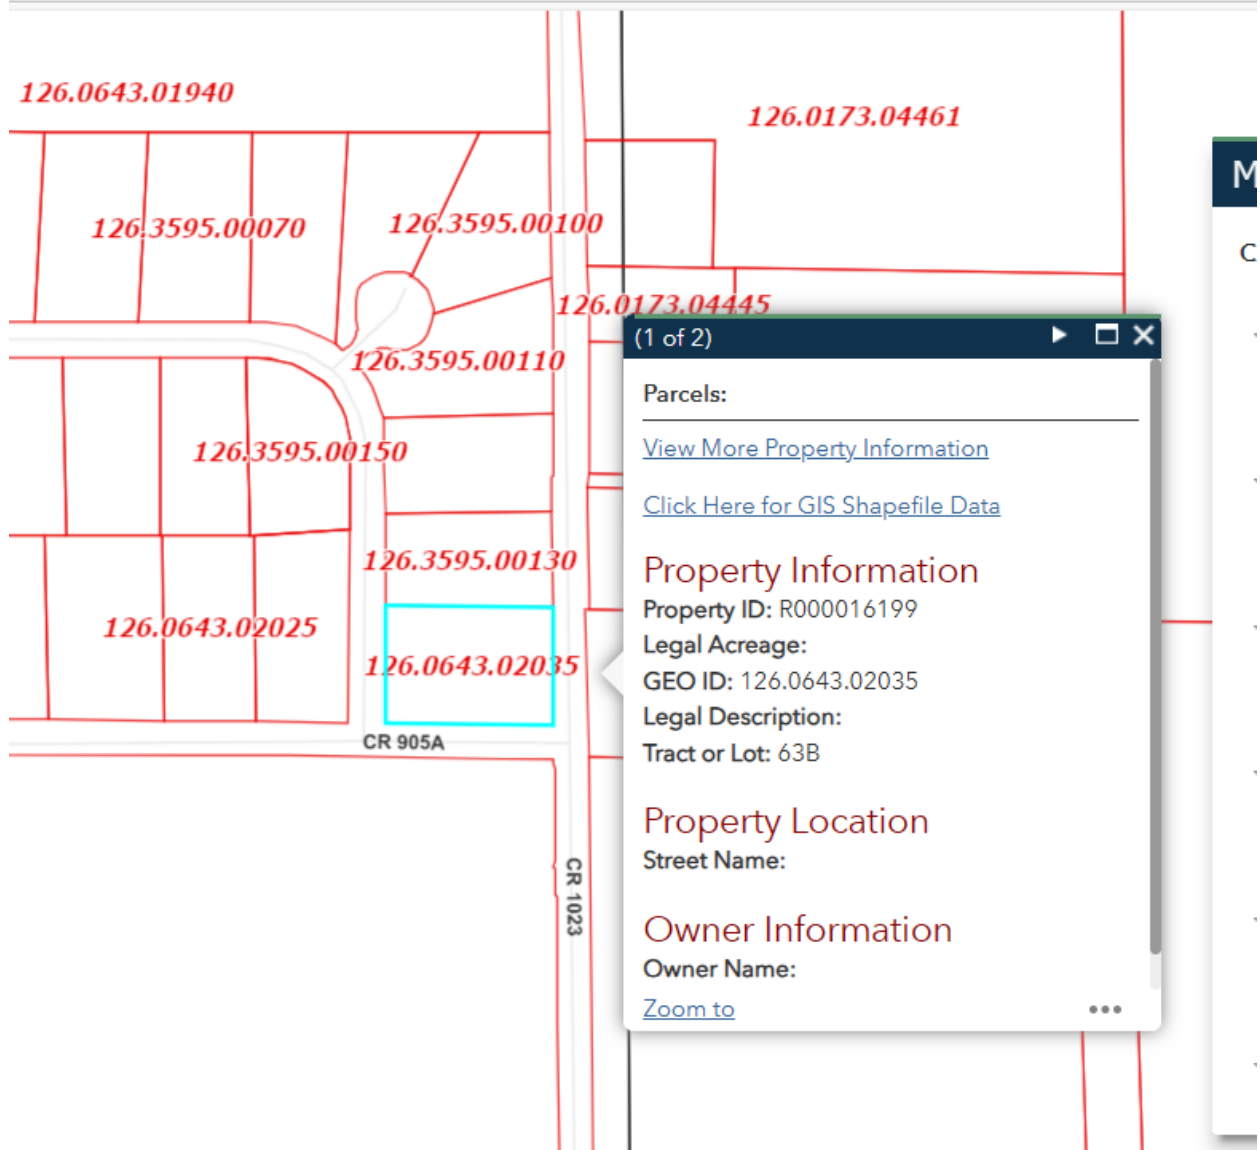 126.0643.01940
126.0173.04461
126.3595.00070
126.3595.00100
126.0173.04445
126.3595.00110
126.3595.00150
126.3595.00130
126.0643.02025
126.0643.02035
CR 905A
CR 1023
(1 of 2)
Parcels:
View More Property Information
Click Here for GIS Shapefile Data
Property Information
Property ID: R000016199
Legal Acreage:
GEO ID: 126.0643.02035
Legal Description:
Tract or Lot: 63B
Property Location
Street Name:
Owner Information
Owner Name:
Zoom to
M